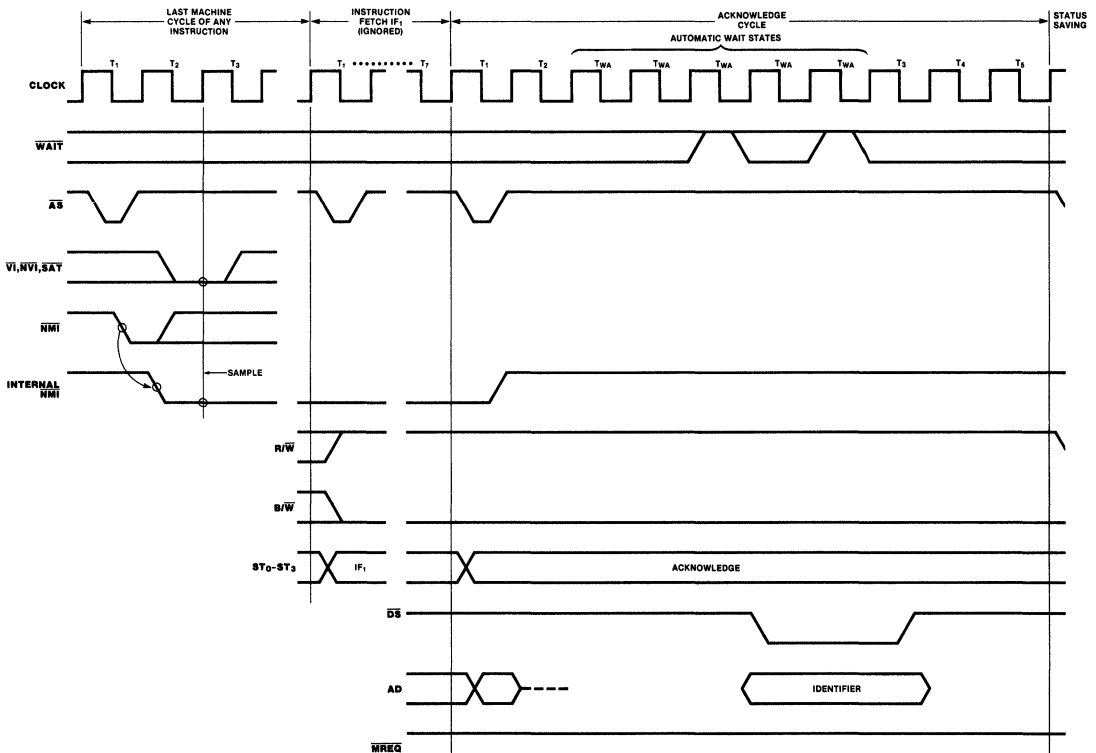 LAST MACHINE
CYCLE OF ANY
INSTRUCTION
INSTRUCTION
FETCH IF1
(IGNORED)
ACKNOWLEDGE
CYCLE
STATUS
SAVING
AUTOMATIC WAIT STATES
T1 T2 T3 T1 T7 T1 T2 TWA TWA TWA TWA TWA T3 T4 T5
CLOCK
WAIT
AS
VI,NVI,SAT
NMI
SAMPLE
INTERNAL
NMI
R/W
B/W
ST0-ST3 IF1 ACKNOWLEDGE
DS
AD IDENTIFIER
MREQ